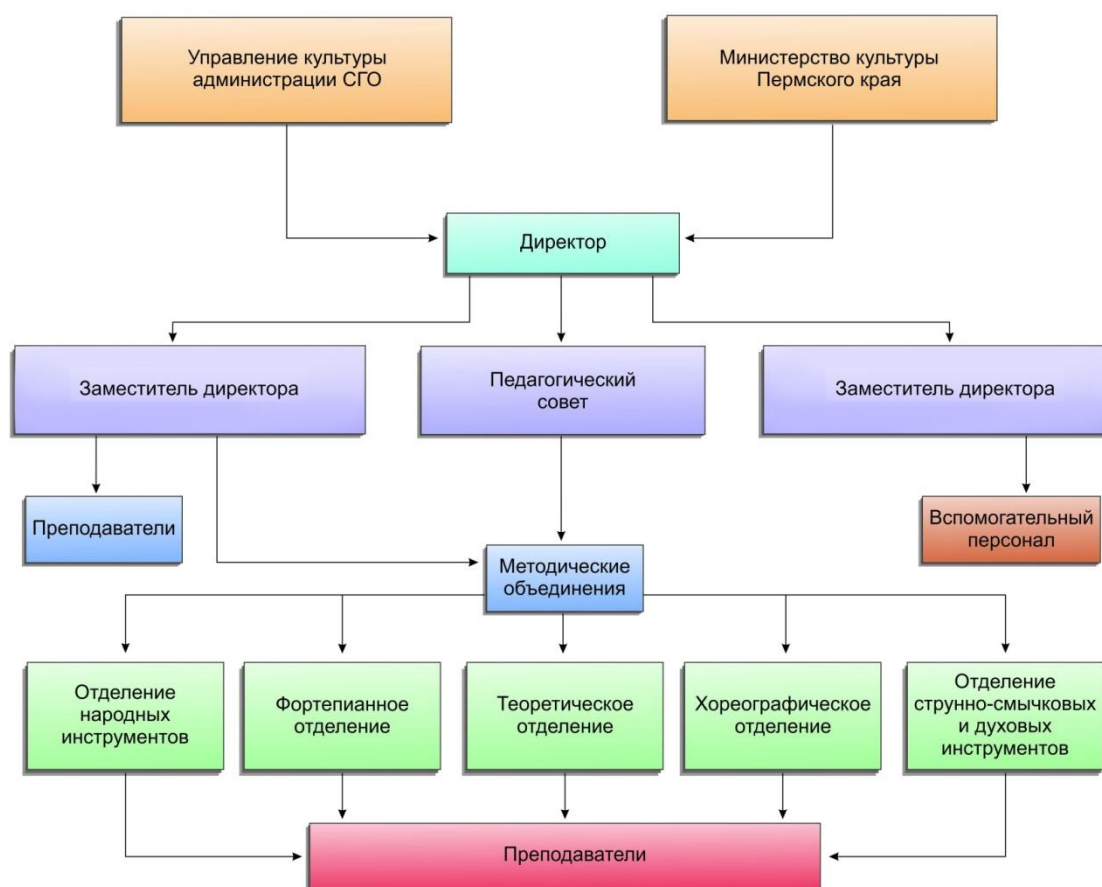 Управление культуры
администрации СГО
Министерство культуры
Пермского края
Директор
Заместитель директора
Педагогический
совет
Заместитель директора
Преподаватели
Вспомогательный
персонал
Методические
объединения
Отделение
народных
инструментов
Фортепианное
отделение
Теоретическое
отделение
Хореографическое
отделение
Отделение
струнно-смычковых
и духовых
инструментов
Преподаватели